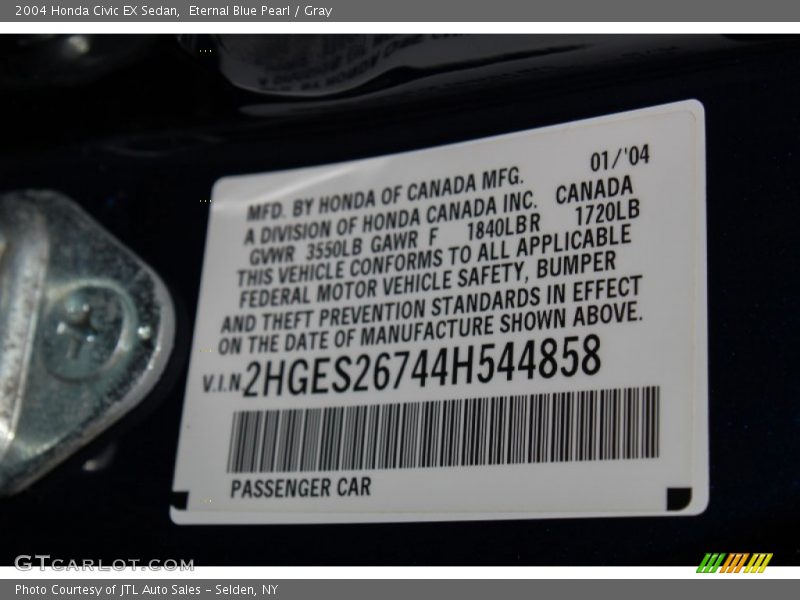 2004 Honda Civic EX Sedan,  Eternal Blue Pearl / Gray
01/'04
MFD. BY HONDA OF CANADA MFG.
A DIVISION OF HONDA CANADA INC. CANADA
GVWR 3550LB GAWR F 1840LB R 1720LB
THIS VEHICLE CONFORMS TO ALL APPLICABLE
FEDERAL MOTOR VEHICLE SAFETY, BUMPER
AND THEFT PREVENTION STANDARDS IN EFFECT
ON THE DATE OF MANUFACTURE SHOWN ABOVE.
V.I.N. 2HGES26744H544858
PASSENGER CAR
GTCARLOT.COM
Photo Courtesy of JTL Auto Sales – Selden, NY